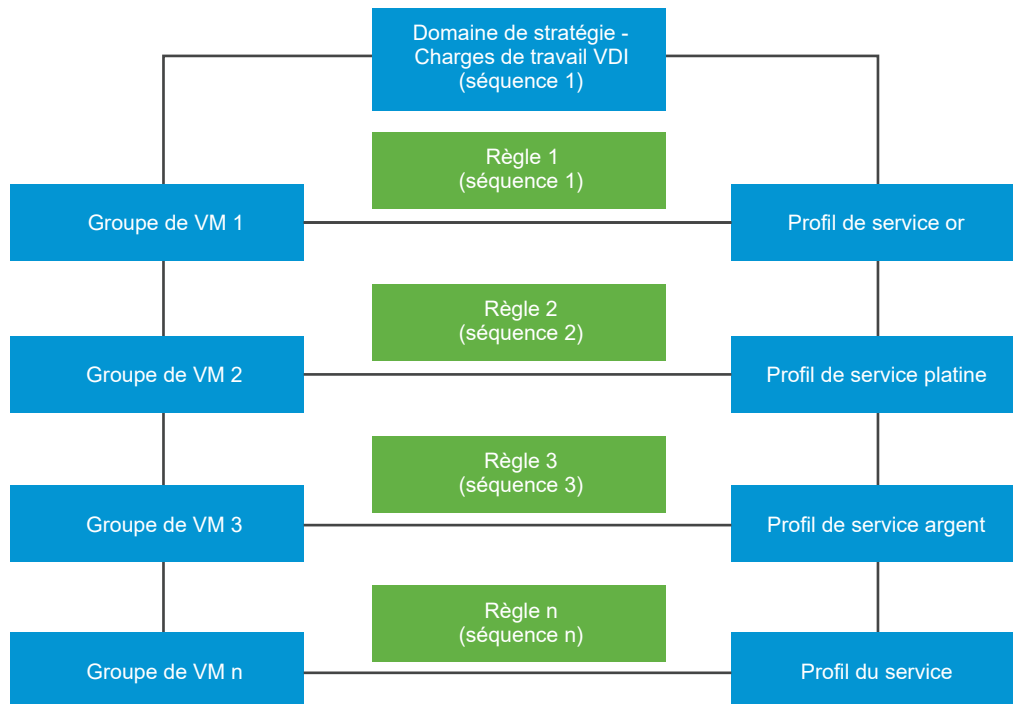 Domaine de stratégie -
Charges de travail VDI
(séquence 1)
Règle 1
(séquence 1)
Groupe de VM 1
Profil de service or
Règle 2
(séquence 2)
Groupe de VM 2
Profil de service platine
Règle 3
(séquence 3)
Groupe de VM 3
Profil de service argent
Règle n
(séquence n)
Groupe de VM n
Profil du service